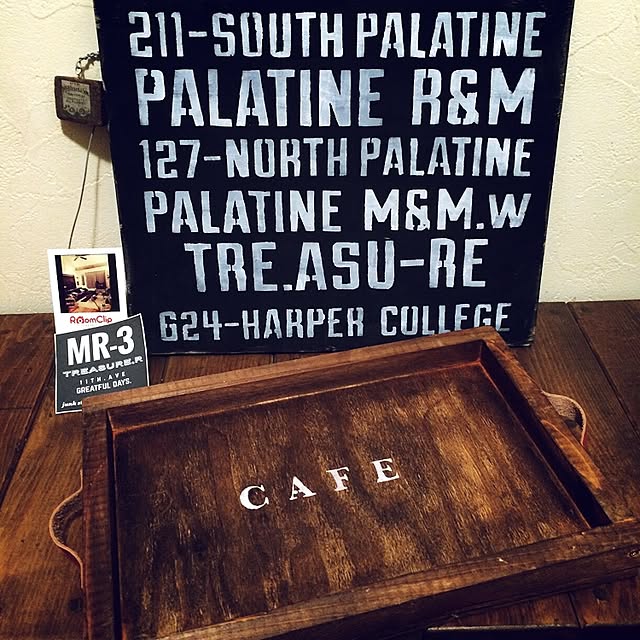 211-SOUTH PALATINE
PALATINE R&M
127-NORTH PALATINE
PALATINE M&M.W
TRE.ASU-RE
624-HARPER COLLEGE
RoomClip
MR-3
TREASURE.R
11TH.AVE
GREATFUL DAYS.
junk
CAFE